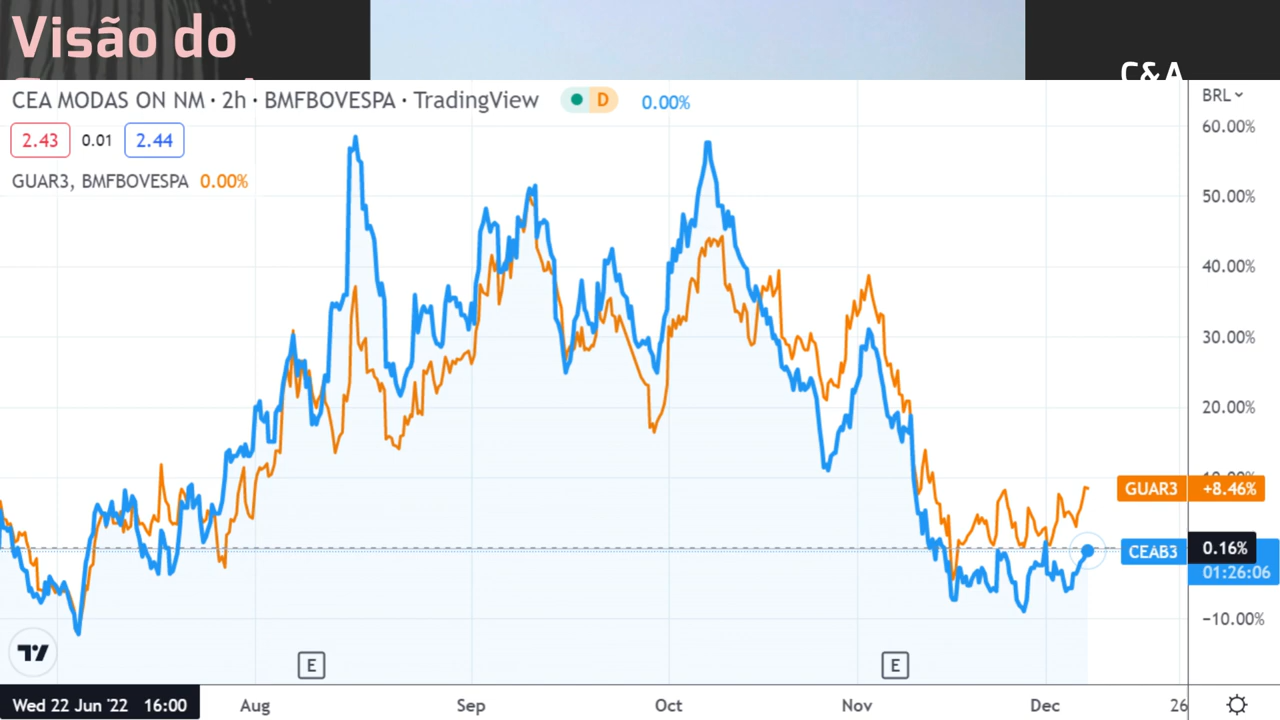 Visão do
C&A
CEA MODAS ON NM · 2h · BMFBOVESPA · TradingView D 0.00%
BRL
2.43 0.01 2.44
GUAR3, BMFBOVESPA 0.00%
60.00%
50.00%
40.00%
30.00%
20.00%
10.00%
GUAR3 +8.46%
CEAB3 0.16%
01:26:06
−10.00%
E E
Wed 22 Jun '22 16:00 Aug Sep Oct Nov Dec 26